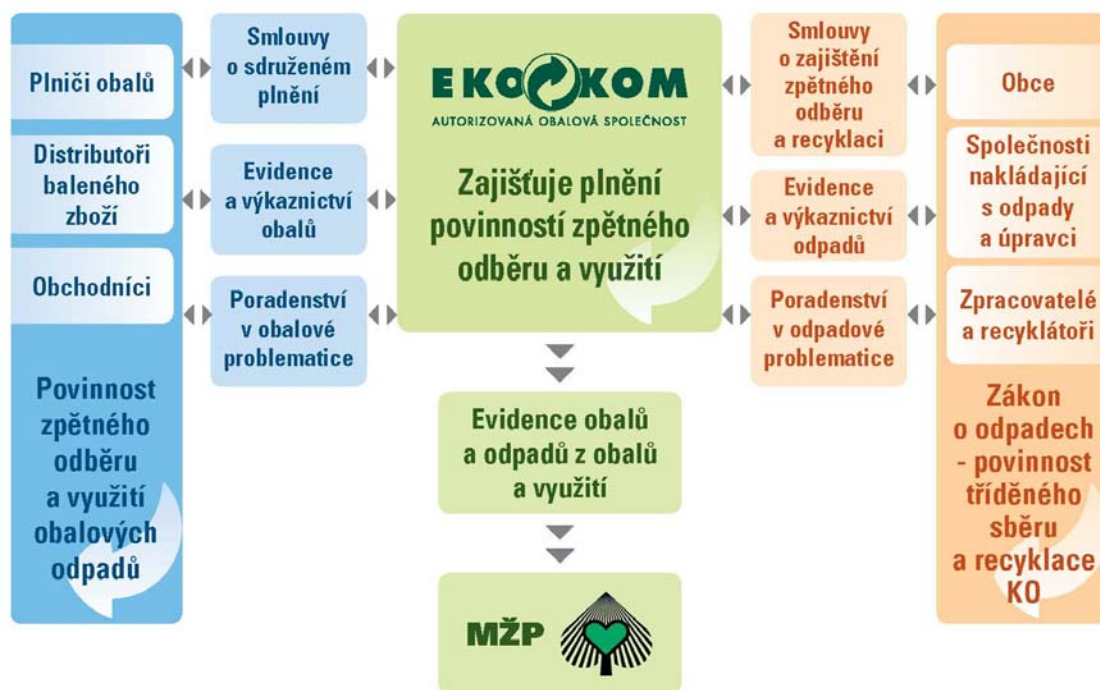 Plniči obalů
Distributoři
baleného
zboží
Obchodníci
Povinnost
zpětného
odběru
a využití
obalových
odpadů
Smlouvy
o sdruženém
plnění
Evidence
a výkaznictví
obalů
Poradenství
v obalové
problematice
EKO KOM
AUTORIZOVANÁ OBALOVÁ SPOLEČNOST
Zajišťuje plnění
povinností zpětného
odběru a využití
Evidence obalů
a odpadů z obalů
a využití
MŽP
Smlouvy
o zajištění
zpětného
odběru
a recyklaci
Evidence
a výkaznictví
odpadů
Poradenství
v odpadové
problematice
Obce
Společnosti
nakládající
s odpady
a úpravci
Zpracovatelé
a recyklátoři
Zákon
o odpadech
- povinnost
tříděného
sběru
a recyklace
KO